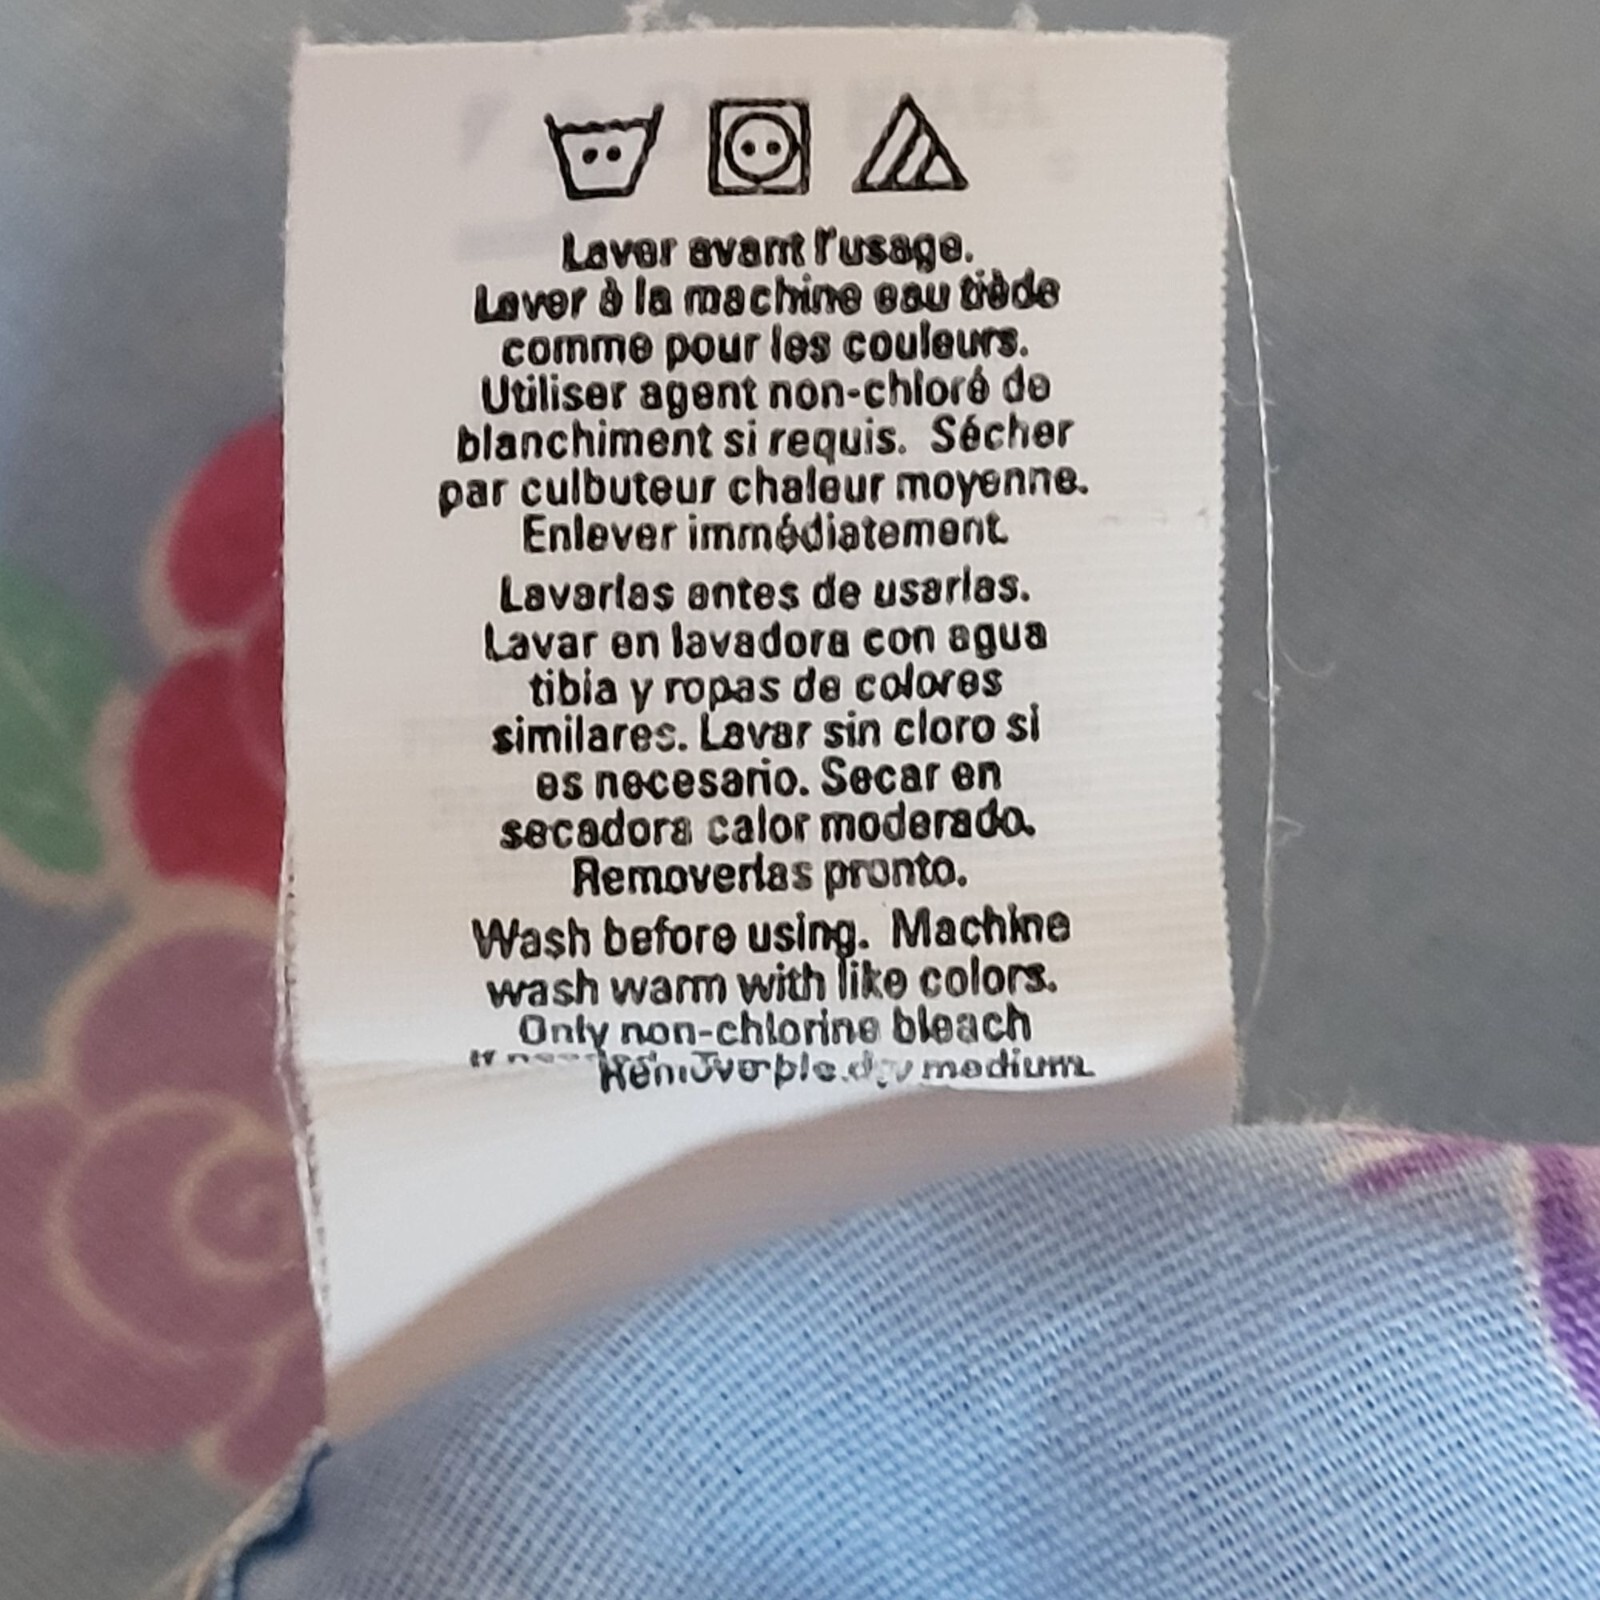 Laver avant l'usage.
Laver à la machine eau tiède
comme pour les couleurs.
Utiliser agent non-chloré de
blanchiment si requis. Sécher
par culbuteur chaleur moyenne.
Enlever immédiatement.
Lavarlas antes de usarlas.
Lavar en lavadora con agua
tibia y ropas de colores
similares. Lavar sin cloro si
es necesario. Secar en
secadora calor moderado.
Removerlas pronto.
Wash before using. Machine
wash warm with like colors.
Only non-chlorine bleach
medium.